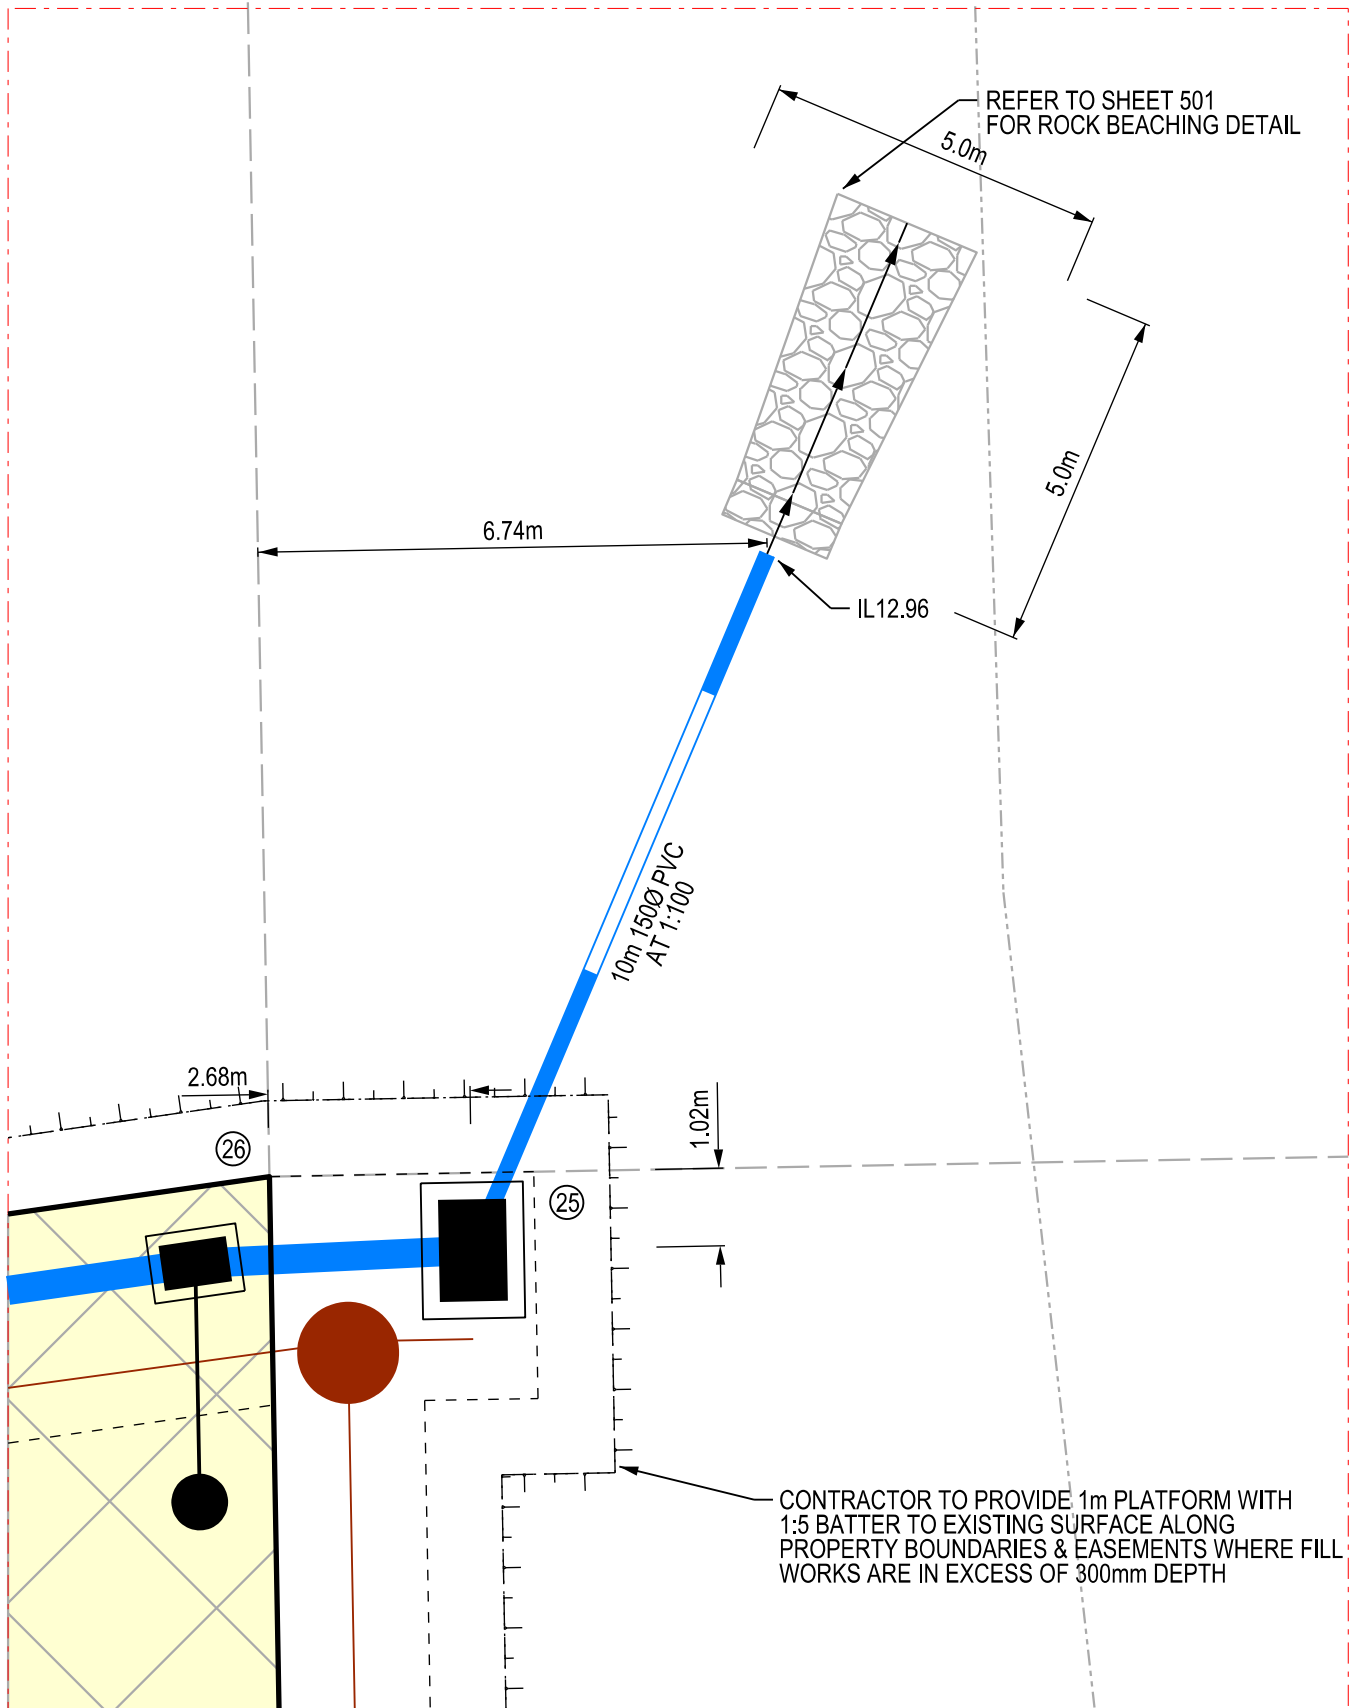 REFER TO SHEET 501
FOR ROCK BEACHING DETAIL
5.0m
5.0m
6.74m
IL12.96
10m 150Ø PVC
AT 1:100
2.68m
1.02m
26
25
CONTRACTOR TO PROVIDE 1m PLATFORM WITH
1:5 BATTER TO EXISTING SURFACE ALONG
PROPERTY BOUNDARIES & EASEMENTS WHERE FILL
WORKS ARE IN EXCESS OF 300mm DEPTH